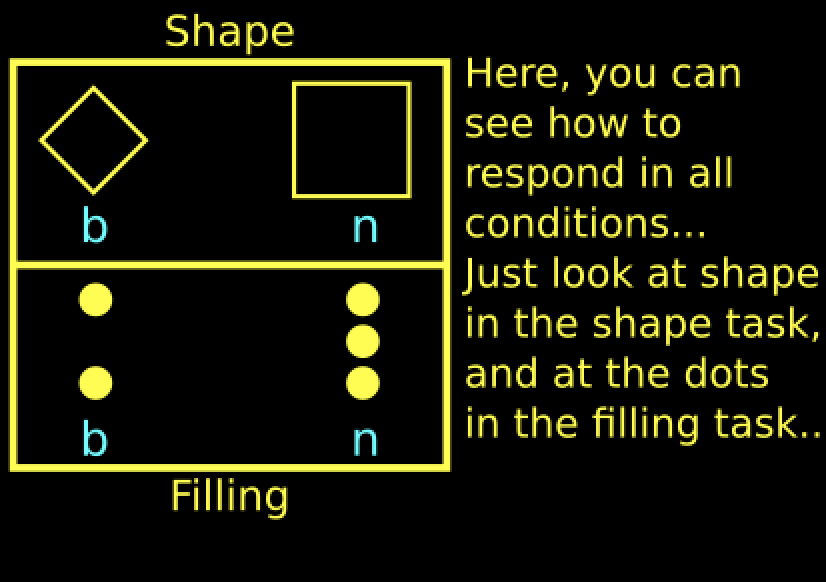 Shape
b n
b n
Filling
Here, you can
see how to
respond in all
conditions...
Just look at shape
in the shape task,
and at the dots
in the filling task..